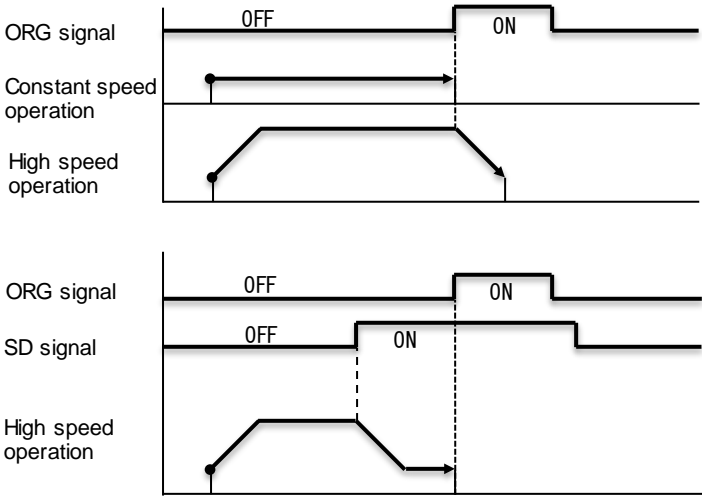 ORG signal
OFF
ON
Constant speed
operation
High speed
operation
ORG signal
OFF
ON
SD signal
OFF
ON
High speed
operation